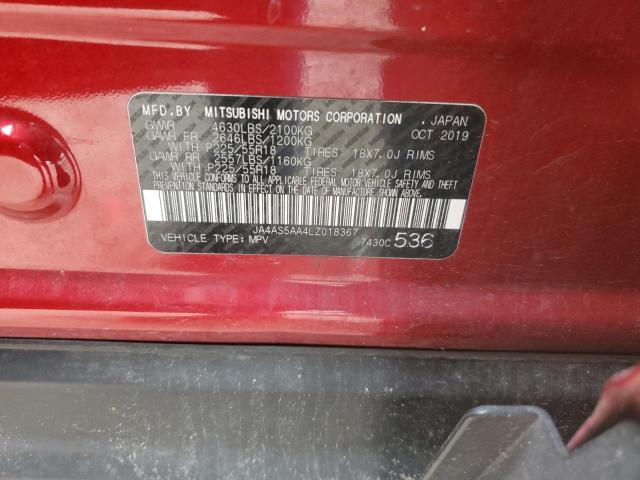 MFD.BY MITSUBISHI MOTORS CORPORATION . JAPAN
GVWR 4630LBS/2100KG OCT 2019
GAWR FR 2646LBS/1200KG
WITH P225/55R18 TIRES 18X7.0J RIMS
GAWR RR 2557LBS/1160KG
WITH P225/55R18 TIRES 18X7.0J RIMS
THIS VEHICLE CONFORMS TO ALL APPLICABLE FEDERAL MOTOR VEHICLE SAFETY AND THEFT
PREVENTION STANDARDS IN EFFECT ON THE DATE OF MANUFACTURE SHOWN ABOVE.
JA4AS5AA4LZ018367
VEHICLE TYPE: MPV 7430C 536